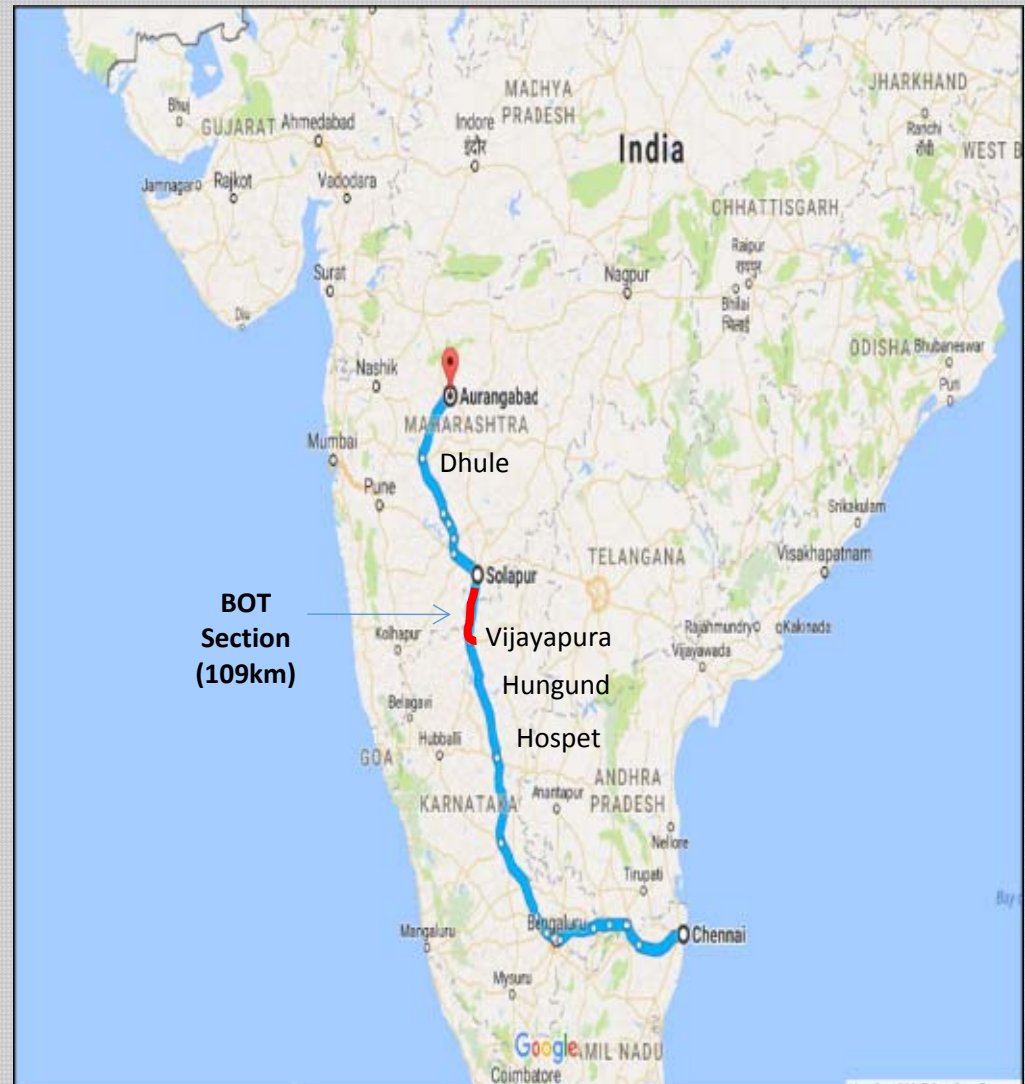 Bhuj
GUJARAT
Ahmedabad
Jamnagar
Rajkot
Vadodara
Indore
इंदौर
MADHYA
PRADESH
India
JHARKHAND
Ranchi
WEST B
CHHATTISGARH
Raipur
रायपुर
Bhilai
भिलाई
Surat
Diu
Nagpur
ODISHA
Bhubaneswar
Puri
Nashik
Aurangabad
MAHARASHTRA
Mumbai
Dhule
Pune
Srikakulam
Visakhapatnam
TELANGANA
Solapur
BOT
Section
(109km)
Kolhapur
Vijayapura
Rajahmundry
Kakinada
Vijayawada
Hungund
Belagavi
Hubballi
Hospet
GOA
KARNATAKA
Anantapur
ANDHRA
PRADESH
Nellore
Tirupati
Bay o
Mangaluru
Bengaluru
Chennai
Mysuru
Google
AMIL NADU
Coimbatore